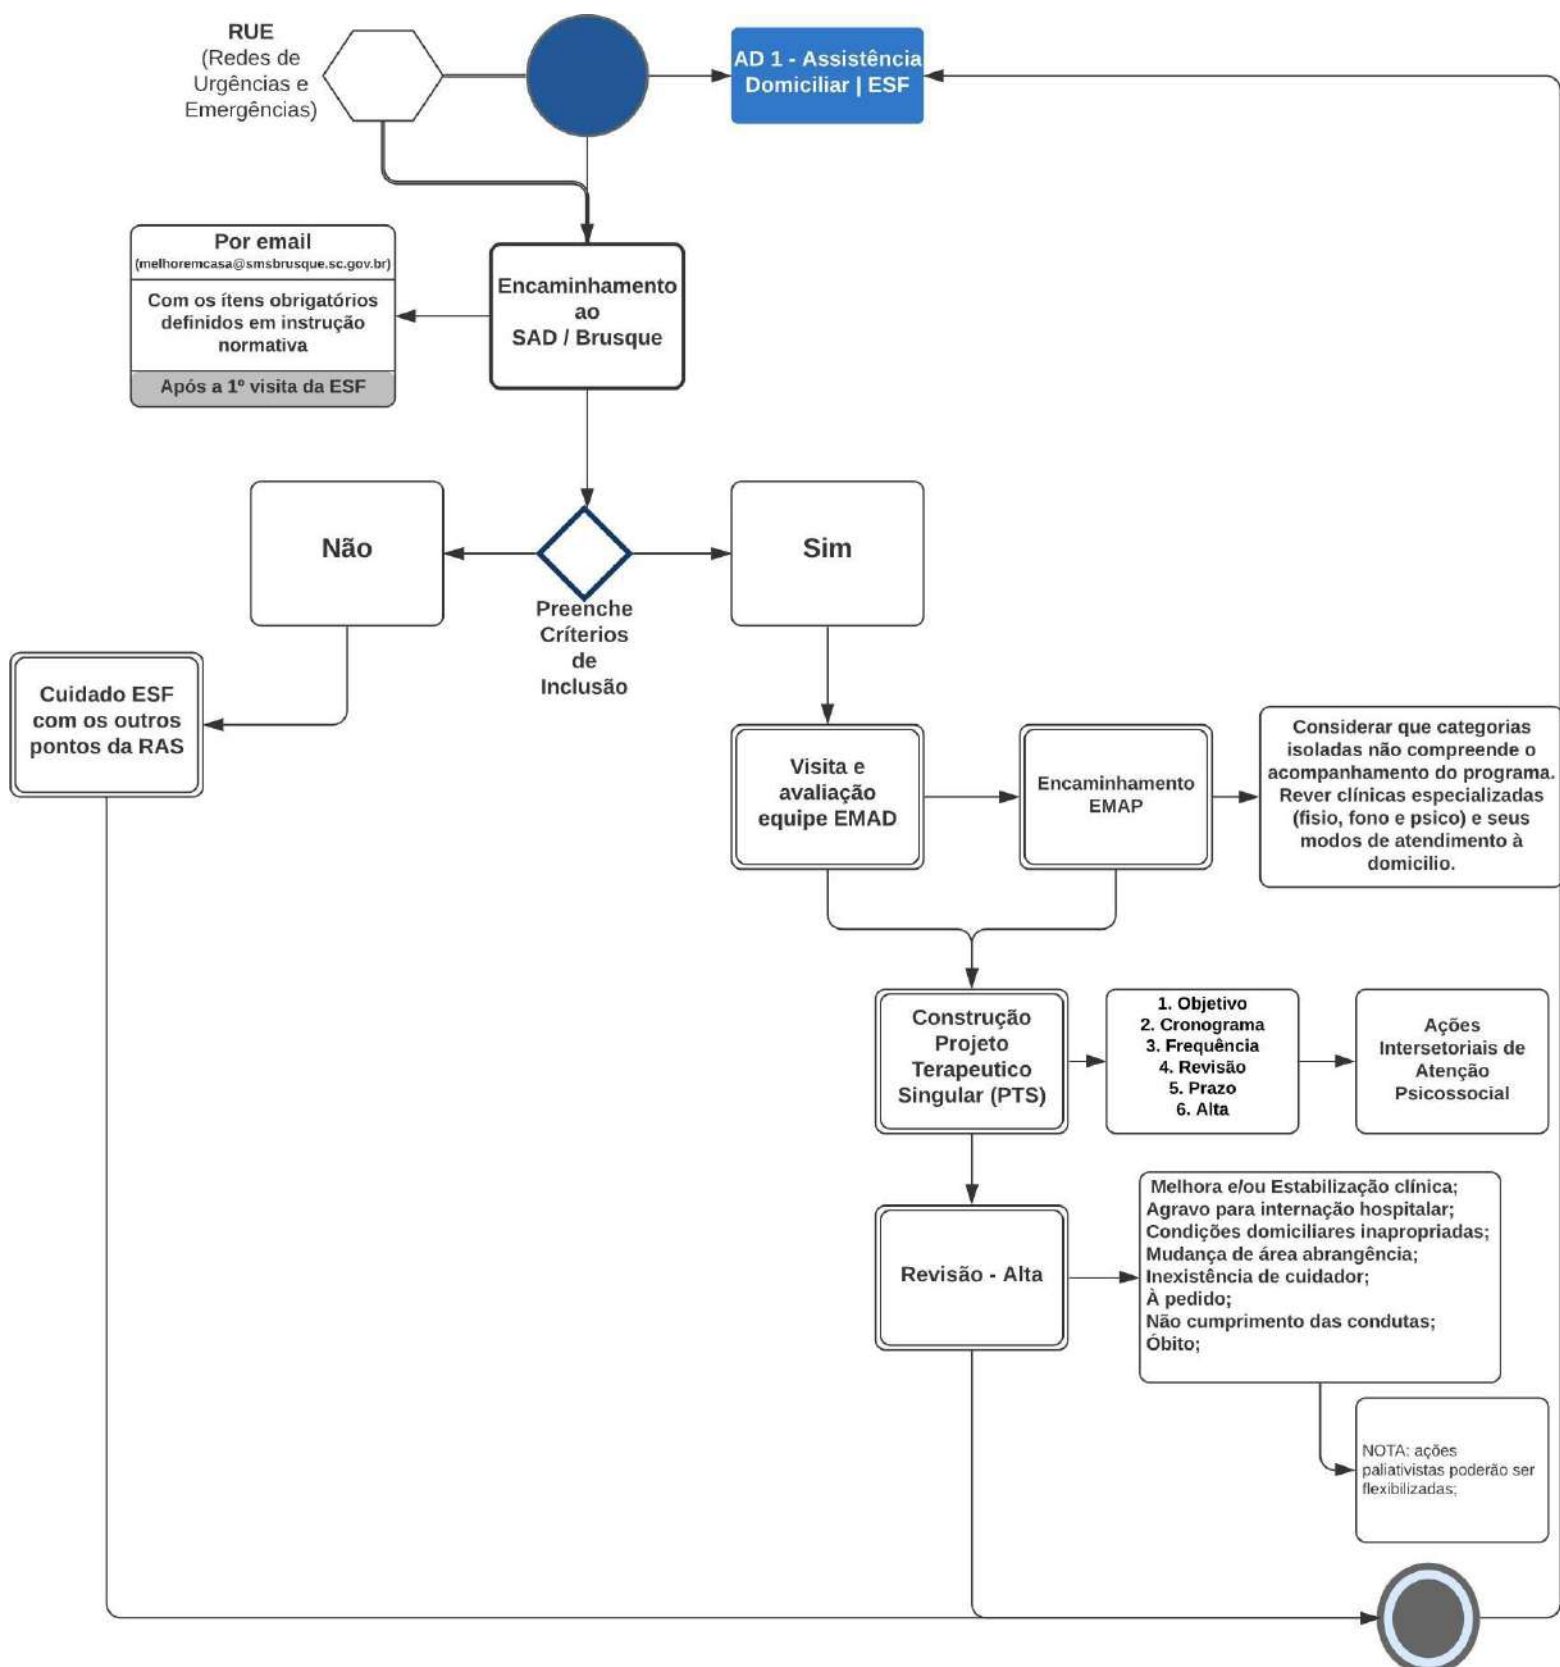 RUE
(Redes de
Urgências e
Emergências)
AD 1 - Assistência
Domiciliar | ESF
Por email
(melhoremcasa@smsbrusque.sc.gov.br)
Com os ítens obrigatórios
definidos em instrução
normativa
Após a 1º visita da ESF
Encaminhamento
ao
SAD / Brusque
Não
Sim
Preenche
Críterios
de
Inclusão
Cuidado ESF
com os outros
pontos da RAS
Visita e
avaliação
equipe EMAD
Encaminhamento
EMAP
Considerar que categorias
isoladas não compreende o
acompanhamento do programa.
Rever clínicas especializadas
(fisio, fono e psico) e seus
modos de atendimento à
domicilio.
Construção
Projeto
Terapeutico
Singular (PTS)
1. Objetivo
2. Cronograma
3. Frequência
4. Revisão
5. Prazo
6. Alta
Ações
Intersetoriais de
Atenção
Psicossocial
Revisão - Alta
Melhora e/ou Estabilização clínica;
Agravo para internação hospitalar;
Condições domiciliares inapropriadas;
Mudança de área abrangência;
Inexistência de cuidador;
À pedido;
Não cumprimento das condutas;
Óbito;
NOTA: ações
paliativistas poderão ser
flexibilizadas;